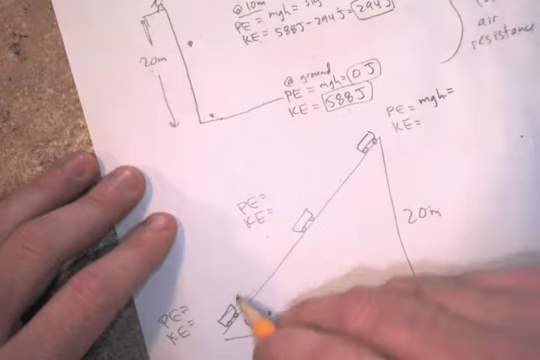 @ 10m
PE = mgh =
KE = 588J - 294J = 294J
air
resistance
20m
@ ground
PE = mgh = 0J
KE = 588J
PE = mgh =
KE =
PE =
KE =
20m
PE =
KE =